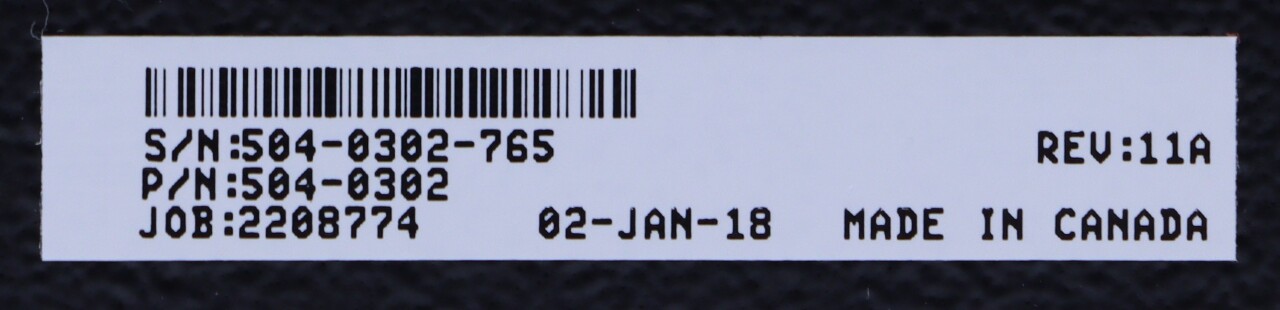 S/N:504-0302-765 REV:11A
P/N:504-0302
JOB:2208774 02-JAN-18 MADE IN CANADA